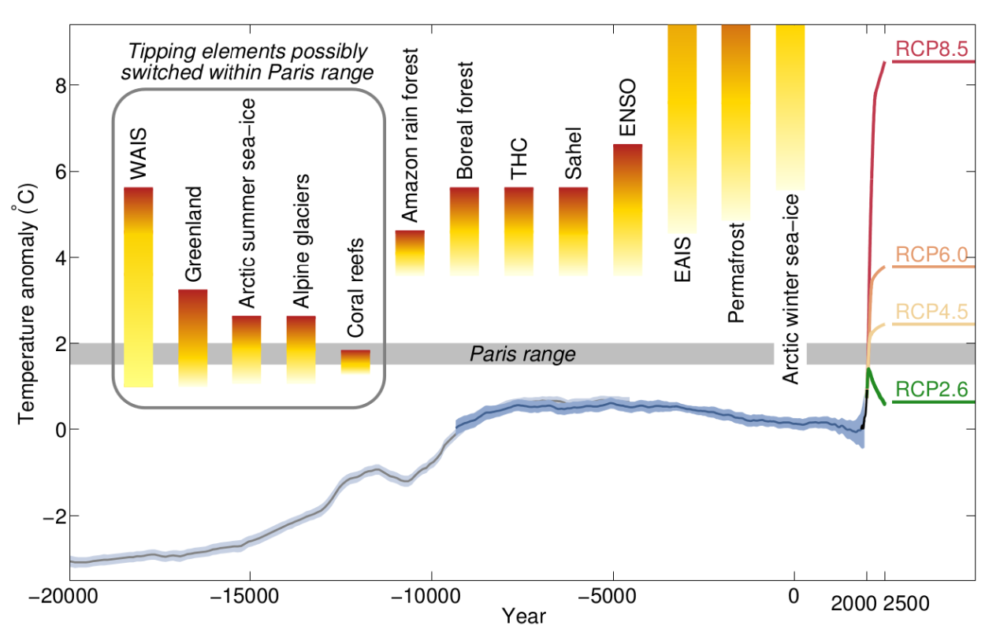 Tipping elements possibly
switched within Paris range
WAIS
Greenland
Arctic summer sea−ice
Alpine glaciers
Coral reefs
Amazon rain forest
Boreal forest
THC
Sahel
ENSO
EAIS
Permafrost
Arctic winter sea−ice
RCP8.5
RCP6.0
RCP4.5
RCP2.6
Paris range
Temperature anomaly (°C)
8
6
4
2
0
−2
−20000
−15000
−10000
−5000
0
2000
2500
Year